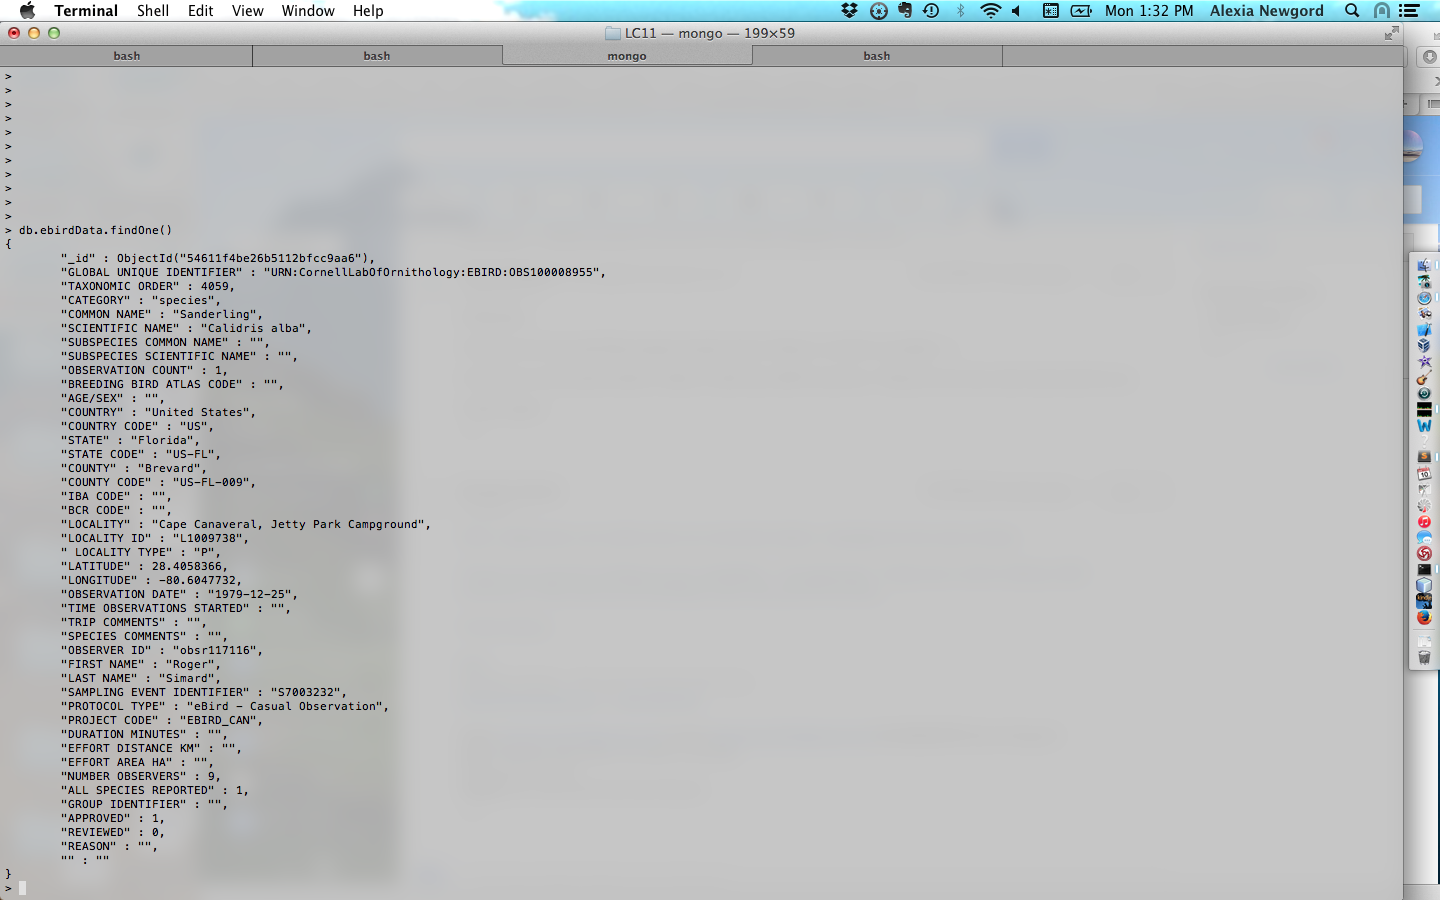 Terminal Shell Edit View Window Help Mon 1:32 PM Alexia Newgord
LC11 — mongo — 199×59
bash bash mongo bash
>
>
>
>
>
>
>
>
>
>
>
> db.ebirdData.findOne()
{
"_id" : ObjectId("54611f4be26b5112bfcc9aa6"),
"GLOBAL UNIQUE IDENTIFIER" : "URN:CornellLabOfOrnithology:EBIRD:OBS100008955",
"TAXONOMIC ORDER" : 4059,
"CATEGORY" : "species",
"COMMON NAME" : "Sanderling",
"SCIENTIFIC NAME" : "Calidris alba",
"SUBSPECIES COMMON NAME" : "",
"SUBSPECIES SCIENTIFIC NAME" : "",
"OBSERVATION COUNT" : 1,
"BREEDING BIRD ATLAS CODE" : "",
"AGE/SEX" : "",
"COUNTRY" : "United States",
"COUNTRY CODE" : "US",
"STATE" : "Florida",
"STATE CODE" : "US-FL",
"COUNTY" : "Brevard",
"COUNTY CODE" : "US-FL-009",
"IBA CODE" : "",
"BCR CODE" : "",
"LOCALITY" : "Cape Canaveral, Jetty Park Campground",
"LOCALITY ID" : "L1009738",
" LOCALITY TYPE" : "P",
"LATITUDE" : 28.4058366,
"LONGITUDE" : -80.6047732,
"OBSERVATION DATE" : "1979-12-25",
"TIME OBSERVATIONS STARTED" : "",
"TRIP COMMENTS" : "",
"SPECIES COMMENTS" : "",
"OBSERVER ID" : "obsr117116",
"FIRST NAME" : "Roger",
"LAST NAME" : "Simard",
"SAMPLING EVENT IDENTIFIER" : "S7003232",
"PROTOCOL TYPE" : "eBird - Casual Observation",
"PROJECT CODE" : "EBIRD_CAN",
"DURATION MINUTES" : "",
"EFFORT DISTANCE KM" : "",
"EFFORT AREA HA" : "",
"NUMBER OBSERVERS" : 9,
"ALL SPECIES REPORTED" : 1,
"GROUP IDENTIFIER" : "",
"APPROVED" : 1,
"REVIEWED" : 0,
"REASON" : "",
"" : ""
}
>